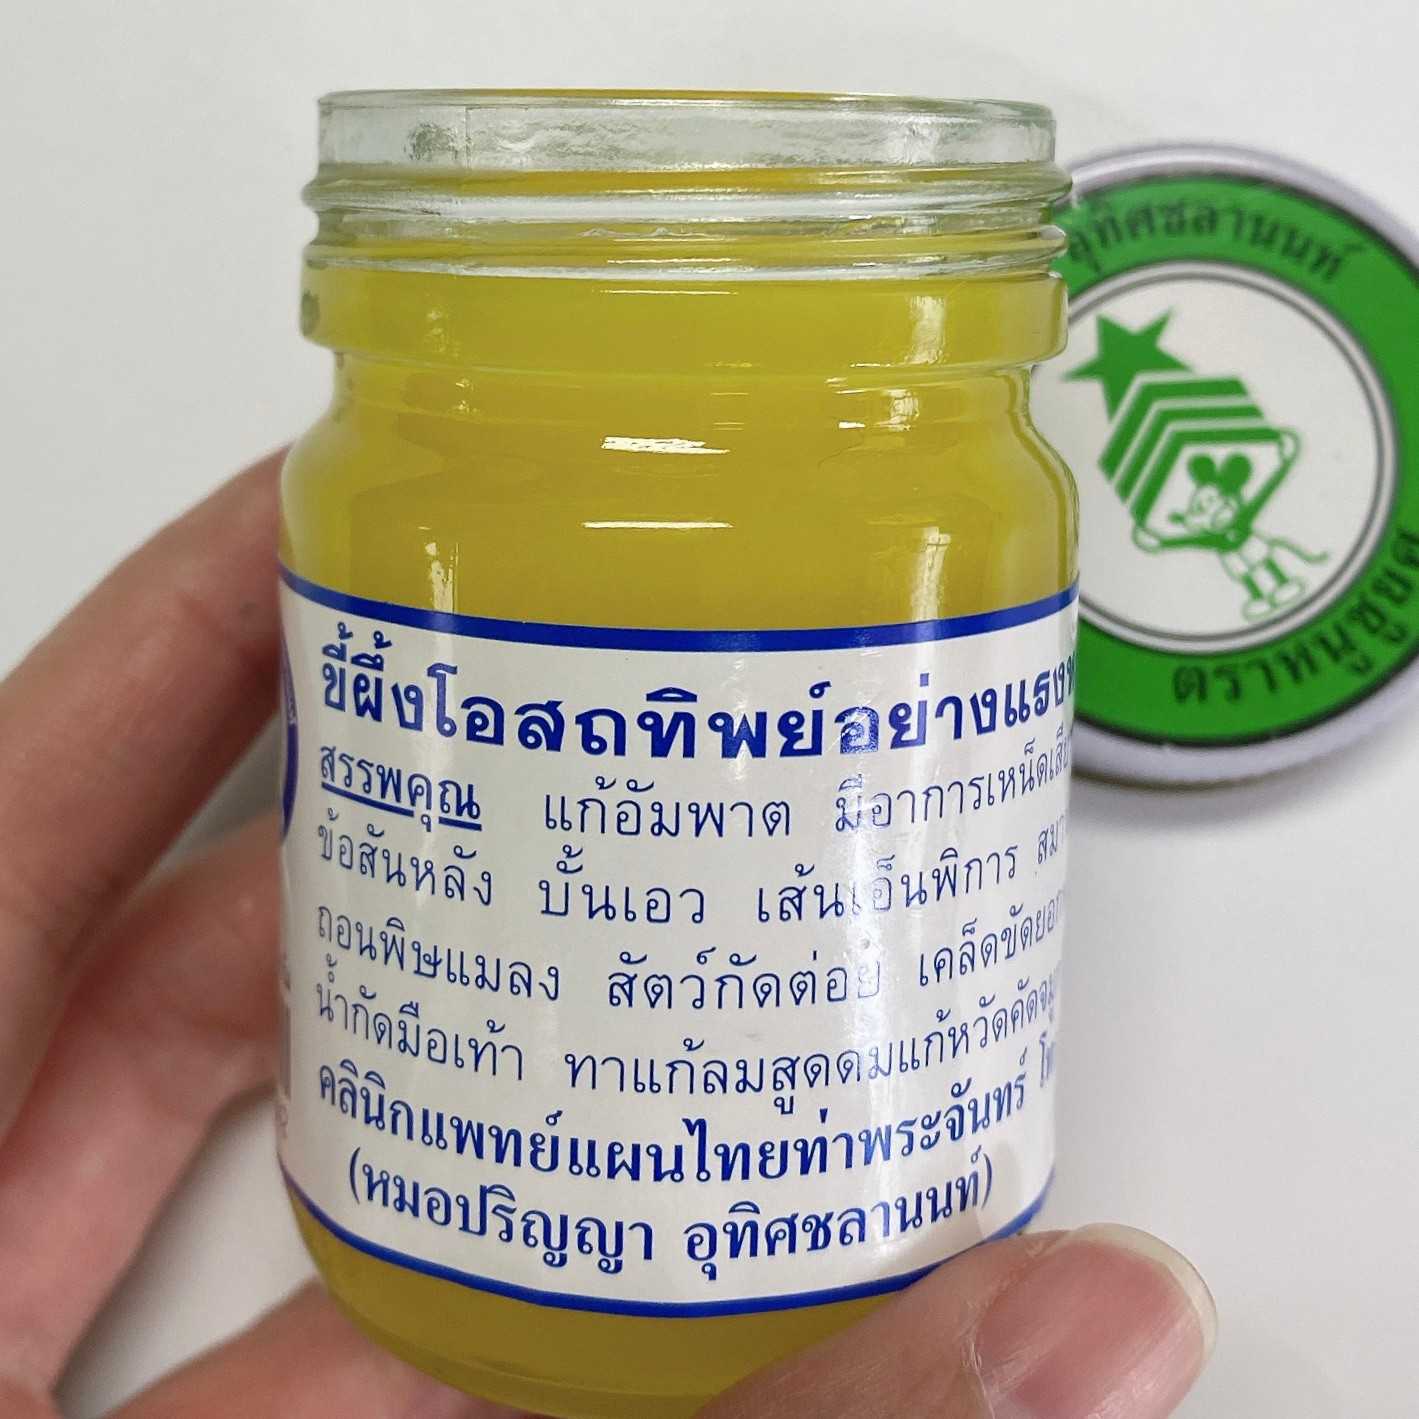 ขี้ผึ้งโอสถทิพย์อย่างแรง
สรรพคุณ แก้อัมพาต มีอาการเหน็ด
ข้อสันหลัง บั้นเอว เส้นเอ็นพิการ
ถอนพิษแมลง สัตว์กัดต่อย เคล็ดขัดยอก
น้ำกัดมือเท้า ทาแก้ลมสูดดมแก้หวัดคัด
คลินิกแพทย์แผนไทยท่าพระจันทร์
(หมอปริญญา อุทิศชลานนท์)
อุทิศชลานนท์
ตราหนูชูยศ